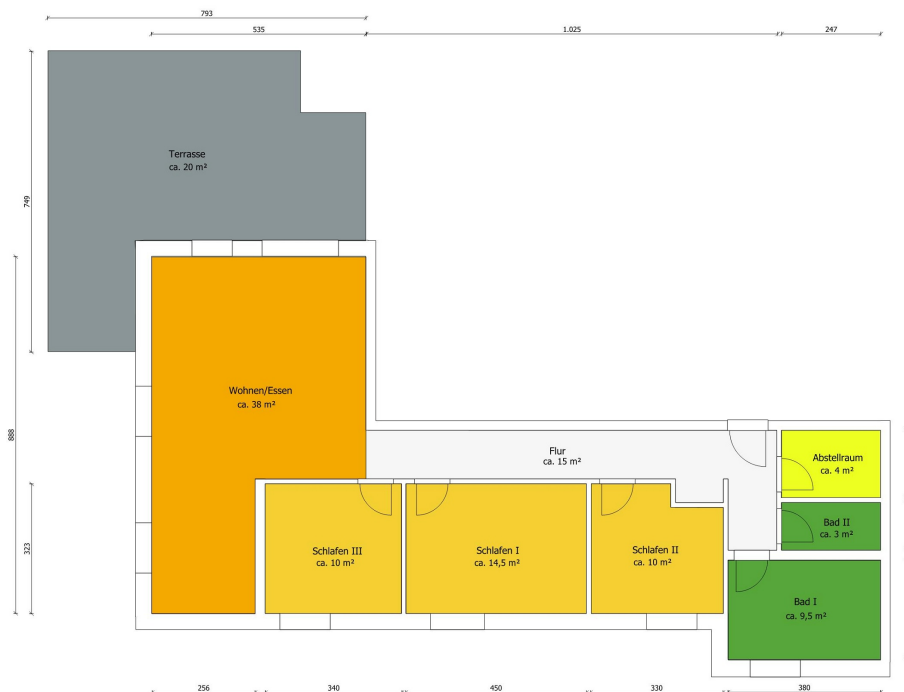 793
535
1.025
247
Terrasse
ca. 20 m²
749
Wohnen/Essen
ca. 38 m²
888
Flur
ca. 15 m²
Abstellraum
ca. 4 m²
323
Bad II
ca. 3 m²
Schlafen III
ca. 10 m²
Schlafen I
ca. 14,5 m²
Schlafen II
ca. 10 m²
Bad I
ca. 9,5 m²
256
340
450
330
380